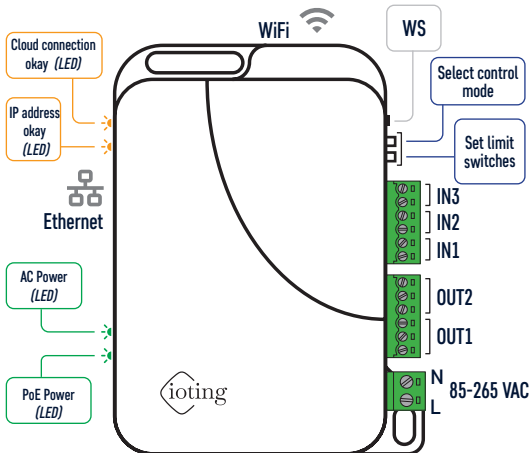 WiFi
WS
Cloud connection
okay (LED)
Select control
mode
IP address
okay
(LED)
Set limit
switches
Ethernet
IN3
IN2
IN1
AC Power
(LED)
OUT2
OUT1
PoE Power
(LED)
ioting
N
85-265 VAC
L